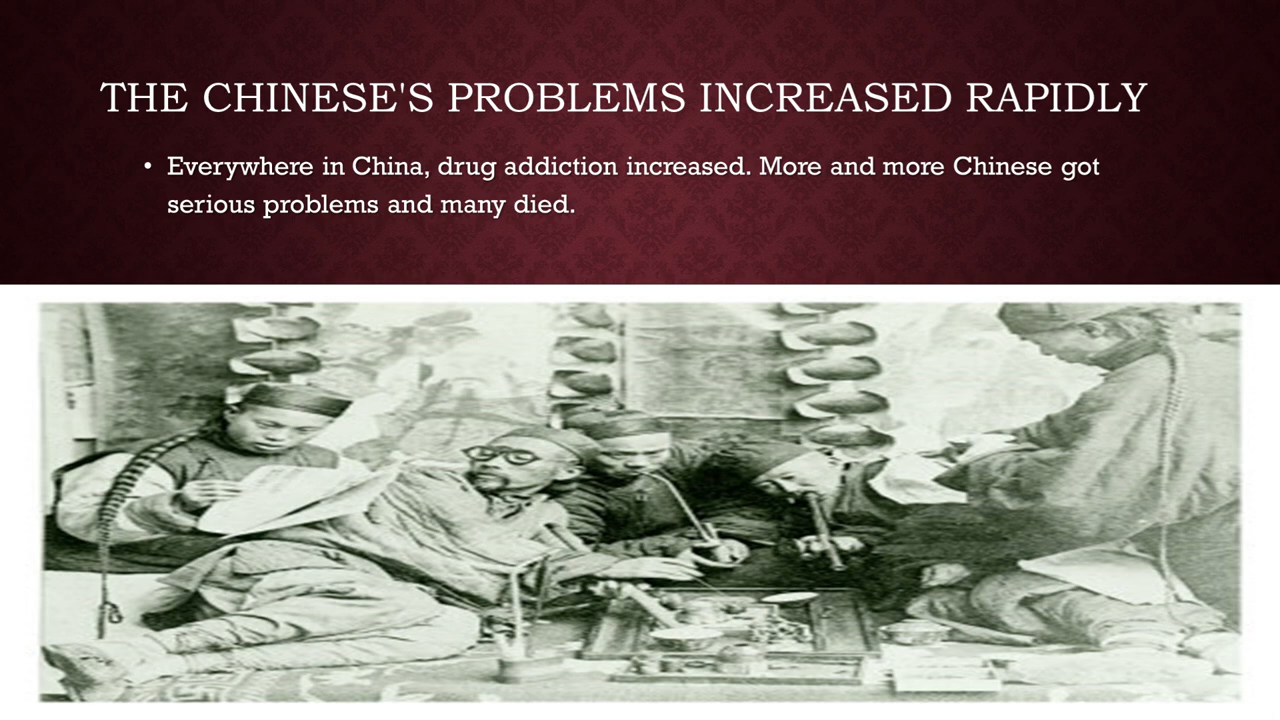 THE CHINESE'S PROBLEMS INCREASED RAPIDLY
• Everywhere in China, drug addiction increased. More and more Chinese got
serious problems and many died.